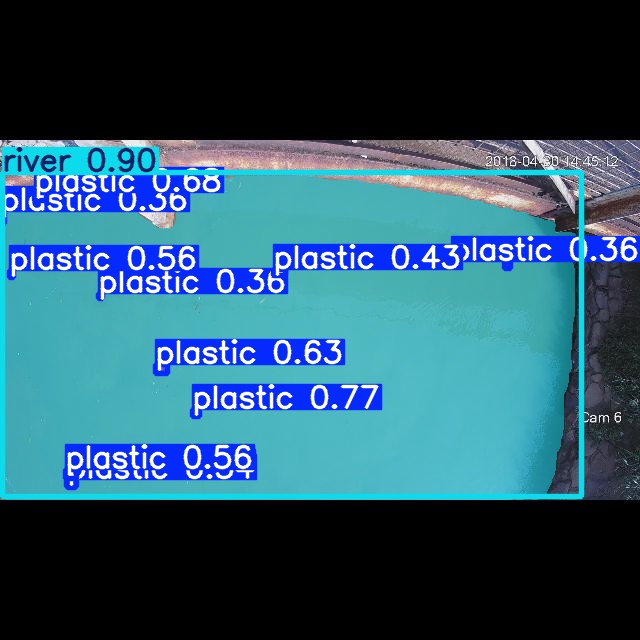 river 0.90
2018-04-30 14:45:12
plastic 0.68
plastic 0.36
plastic 0.56
plastic 0.43
plastic 0.36
plastic 0.36
plastic 0.63
plastic 0.77
Cam 6
plastic 0.56
plastic